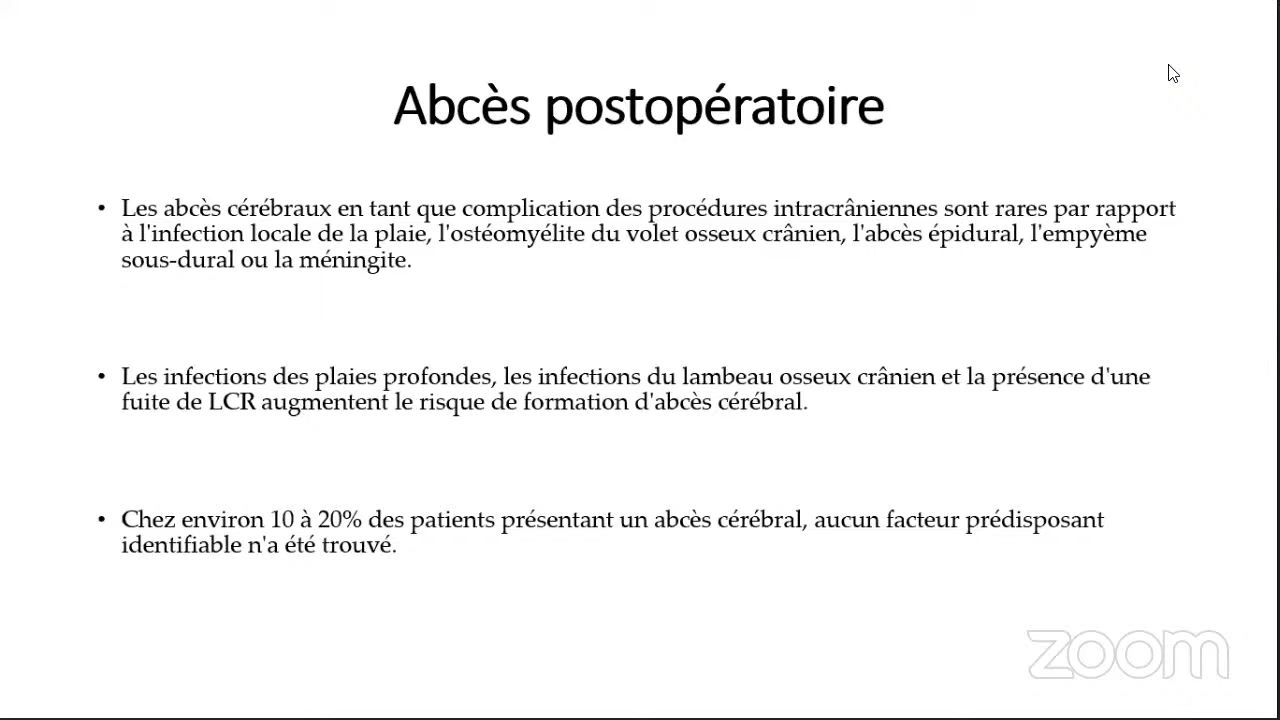 Abcès postopératoire
• Les abcès cérébraux en tant que complication des procédures intracrâniennes sont rares par rapport
à l'infection locale de la plaie, l'ostéomyélite du volet osseux crânien, l'abcès épidural, l'empyème
sous-dural ou la méningite.
• Les infections des plaies profondes, les infections du lambeau osseux crânien et la présence d'une
fuite de LCR augmentent le risque de formation d'abcès cérébral.
• Chez environ 10 à 20% des patients présentant un abcès cérébral, aucun facteur prédisposant
identifiable n'a été trouvé.
zoom